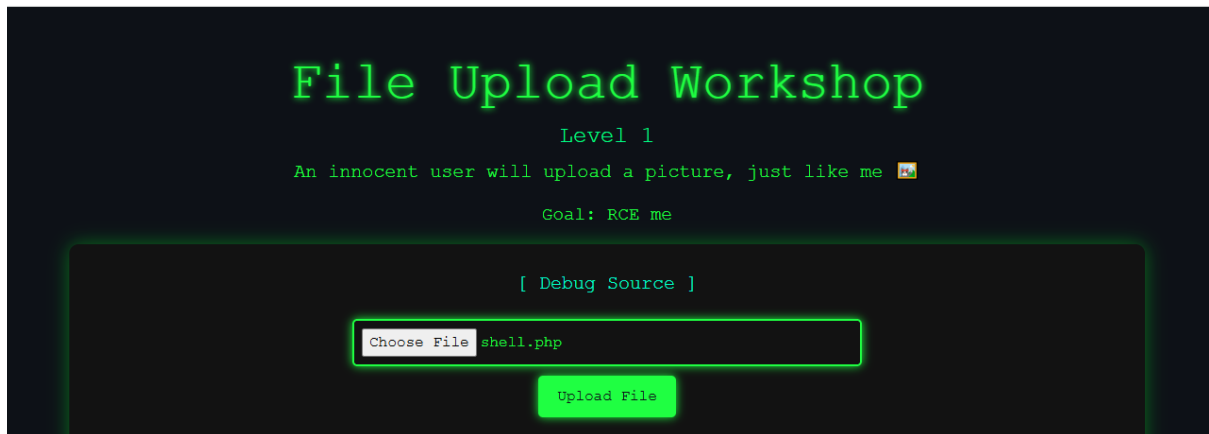 File Upload Workshop
Level 1
An innocent user will upload a picture, just like me 🖼️
Goal: RCE me
[ Debug Source ]
Choose File shell.php
Upload File